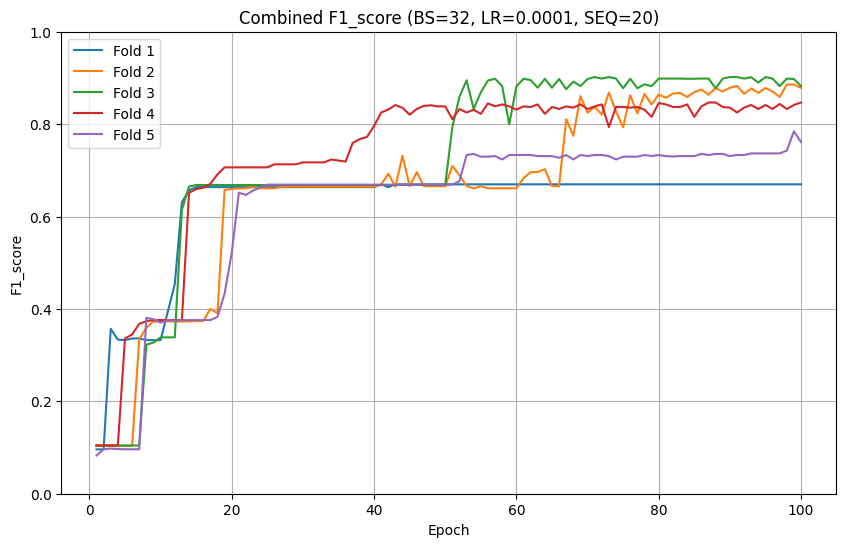 Combined F1_score (BS=32, LR=0.0001, SEQ=20)
Fold 1
Fold 2
Fold 3
Fold 4
Fold 5
F1_score
1.0
0.8
0.6
0.4
0.2
0.0
0 20 40 60 80 100
Epoch